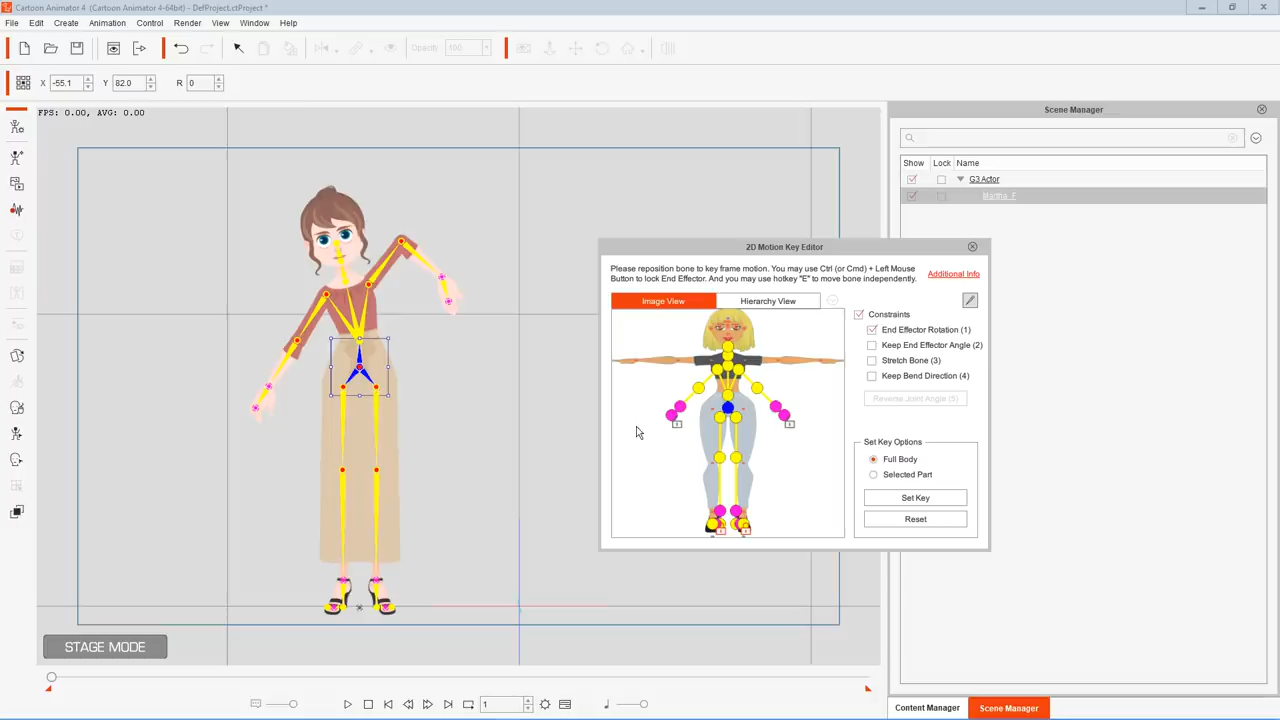 Cartoon Animator 4 (Cartoon Animator 4-64bit) - DefProject.ctProject *
File Edit Create Animation Control Render View Window Help
Opacity 100
X -55.1 Y 82.0 R 0
FPS: 0.00, AVG: 0.00
Scene Manager
Show Lock Name
G3 Actor
Martha_F
2D Motion Key Editor
Please reposition bone to key frame motion. You may use Ctrl (or Cmd) + Left Mouse
Button to lock End Effector. And you may use hotkey "E" to move bone independently.
Additional Info
Image View Hierarchy View
Constraints
End Effector Rotation (1)
Keep End Effector Angle (2)
Stretch Bone (3)
Keep Bend Direction (4)
Reverse Joint Angle (5)
Set Key Options
Full Body
Selected Part
Set Key
Reset
STAGE MODE
1
Content Manager Scene Manager